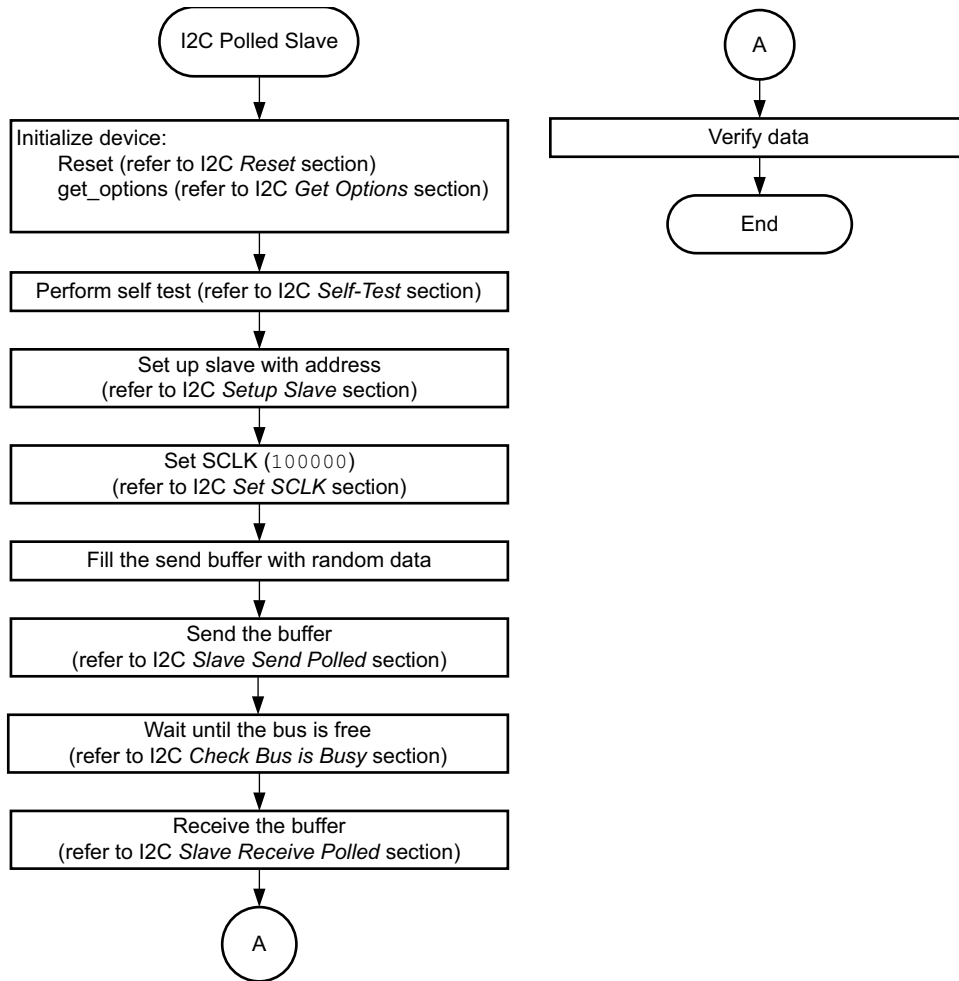 I2C Polled Slave
Initialize device:
Reset (refer to I2C Reset section)
get_options (refer to I2C Get Options section)
Perform self test (refer to I2C Self-Test section)
Set up slave with address
(refer to I2C Setup Slave section)
Set SCLK (100000)
(refer to I2C Set SCLK section)
Fill the send buffer with random data
Send the buffer
(refer to I2C Slave Send Polled section)
Wait until the bus is free
(refer to I2C Check Bus is Busy section)
Receive the buffer
(refer to I2C Slave Receive Polled section)
A
A
Verify data
End